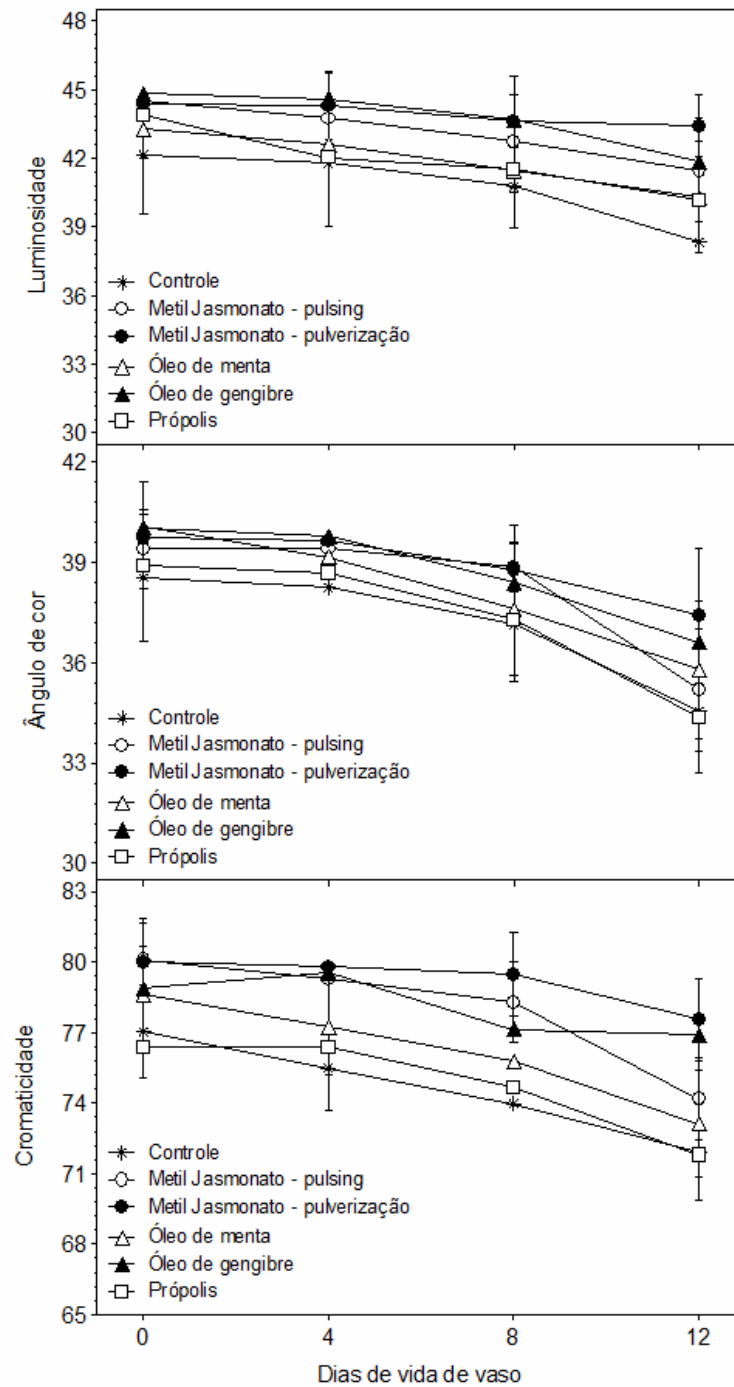 48
45
42
39
36
33
30
Luminosidade
Controle
Metil Jasmonato - pulsing
Metil Jasmonato - pulverização
Óleo de menta
Óleo de gengibre
Própolis
42
39
36
33
30
Ângulo de cor
Controle
Metil Jasmonato - pulsing
Metil Jasmonato - pulverização
Óleo de menta
Óleo de gengibre
Própolis
83
80
77
74
71
68
65
Cromaticidade
Controle
Metil Jasmonato - pulsing
Metil Jasmonato - pulverização
Óleo de menta
Óleo de gengibre
Própolis
0 4 8 12
Dias de vida de vaso